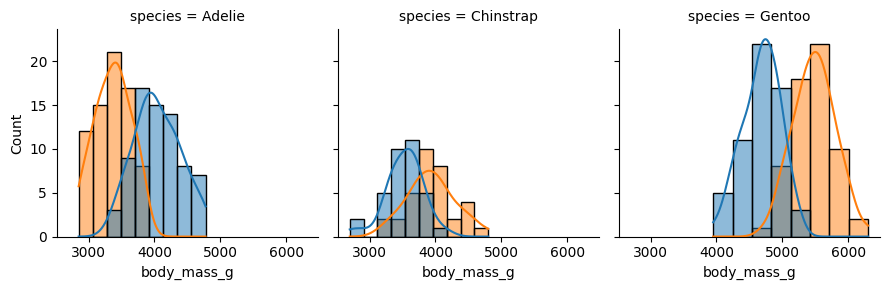 species = Adelie
species = Chinstrap
species = Gentoo
Count
20
15
10
5
0
3000 4000 5000 6000
3000 4000 5000 6000
3000 4000 5000 6000
body_mass_g
body_mass_g
body_mass_g